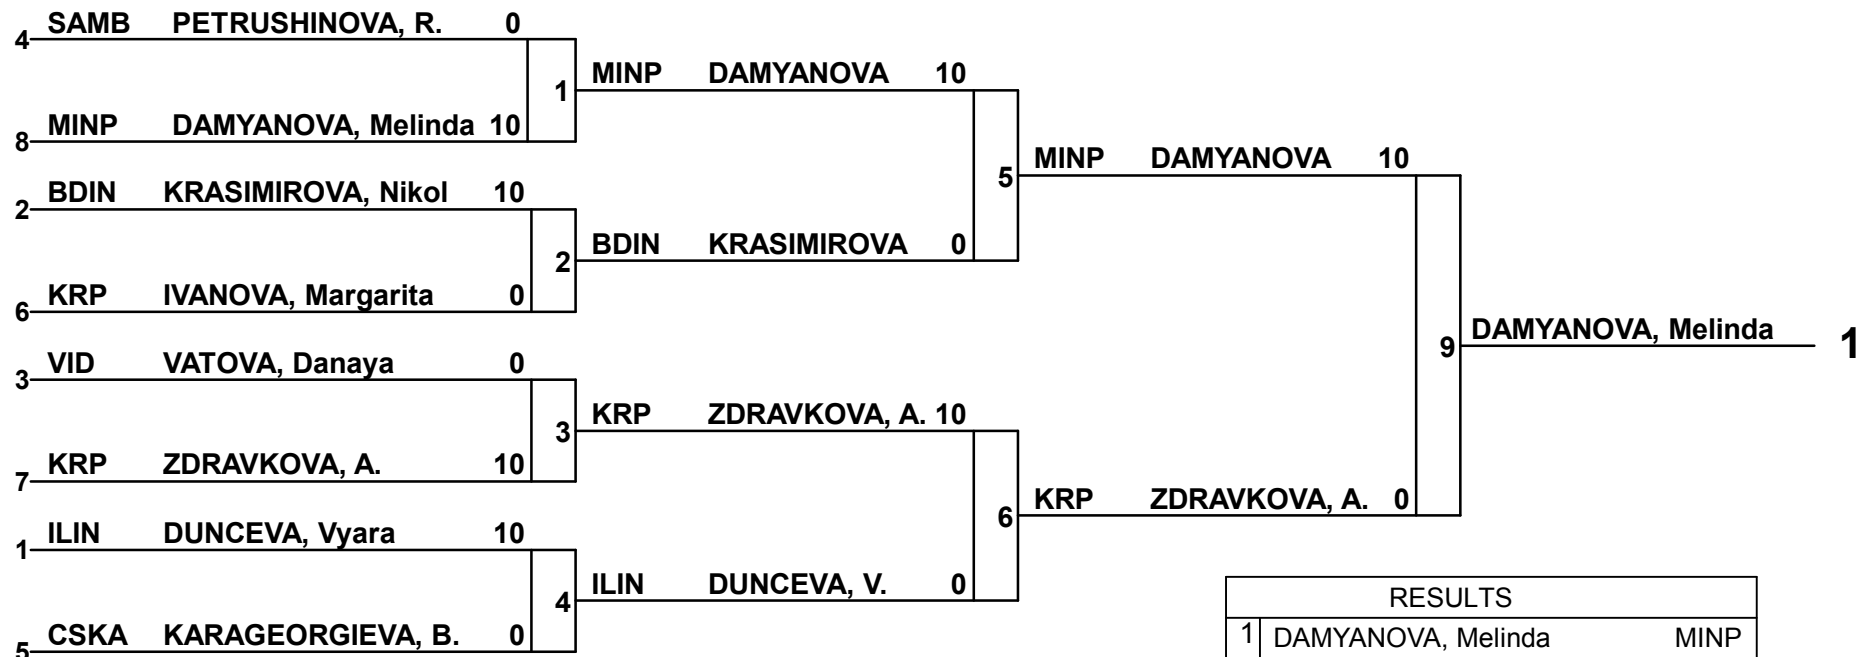 4 SAMB PETRUSHINOVA, R. 0
8 MINP DAMYANOVA, Melinda 10
2 BDIN KRASIMIROVA, Nikol 10
6 KRP IVANOVA, Margarita 0
3 VID VATOVA, Danaya 0
7 KRP ZDRAVKOVA, A. 10
1 ILIN DUNCEVA, Vyara 10
5 CSKA KARAGEORGIEVA, B. 0
1 MINP DAMYANOVA 10
2 BDIN KRASIMIROVA 0
3 KRP ZDRAVKOVA, A. 10
4 ILIN DUNCEVA, V. 0
5 MINP DAMYANOVA 10
6 KRP ZDRAVKOVA, A. 0
9 DAMYANOVA, Melinda 1
RESULTS
1 DAMYANOVA, Melinda MINP